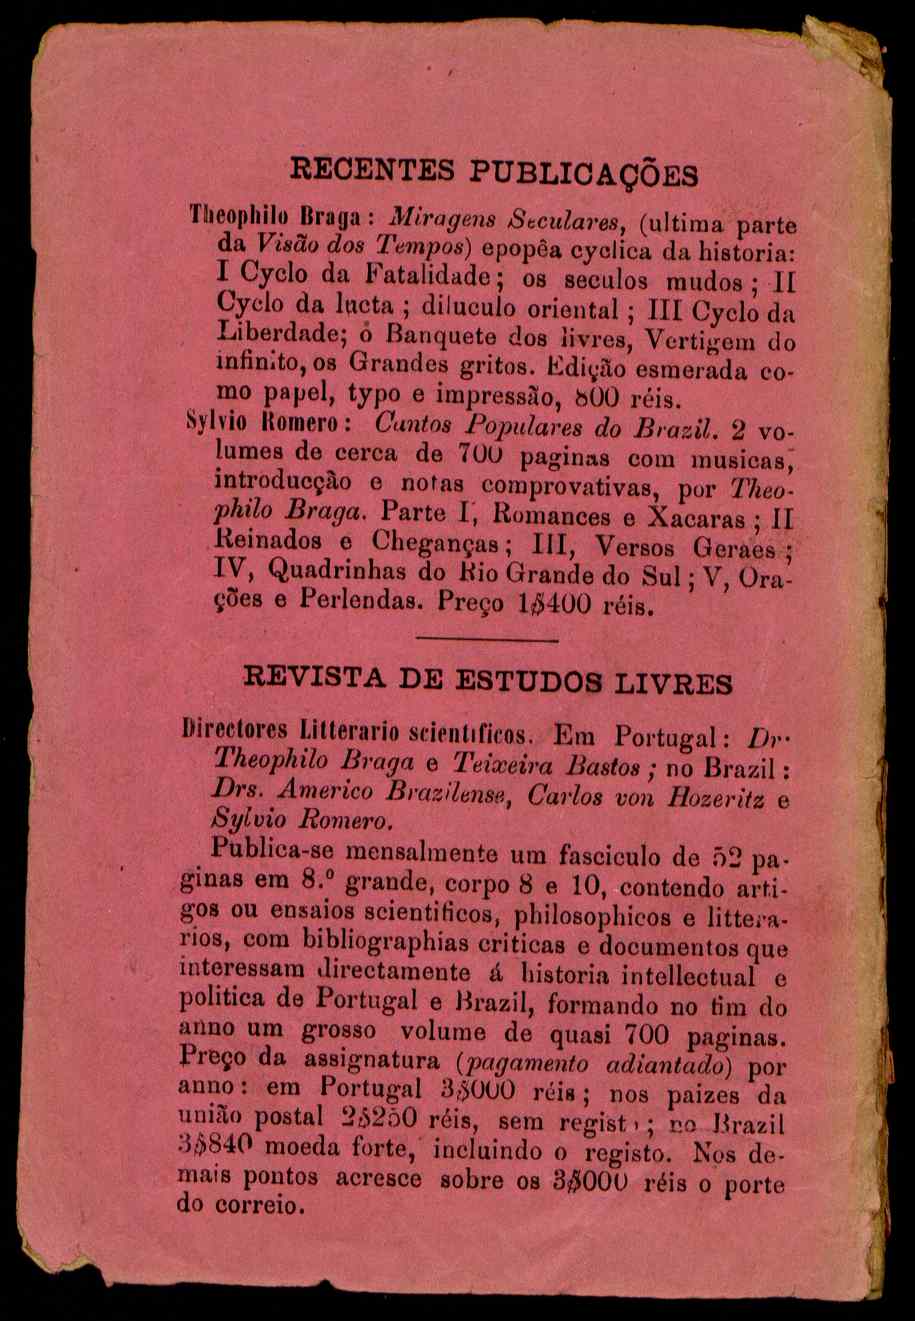 RECENTES PUBLICAÇÕES
Theophilo Braga: Miragens Seculares, (ultima parte
da Visão dos Tempos) epopêa cyclica da historia:
I Cyclo da Fatalidade; os seculos mudos; II
Cyclo da lucta; diluculo oriental; III Cyclo da
Liberdade; o Banquete dos livres, Vertigem do
infinito, os Grandes gritos. Edição esmerada co-
mo papel, typo e impressão, 800 réis.
Sylvio Romero: Cantos Populares do Brazil. 2 vo-
lumes de cerca de 700 paginas com musicas,
introducção e notas comprovativas, por Theo-
philo Braga. Parte I, Romances e Xacaras; II
Reinados e Cheganças; III, Versos Geraes;
IV, Quadrinhas do Rio Grande do Sul; V, Ora-
ções e Perlendas. Preço 1$400 réis.
REVISTA DE ESTUDOS LIVRES
Directores Litterario scientificos. Em Portugal: Dr.
Theophilo Braga e Teixeira Bastos; no Brazil:
Drs. Americo Brazilense, Carlos von Hozeritz e
Sylvio Romero.
Publica-se mensalmente um fasciculo de 52 pa-
ginas em 8.º grande, corpo 8 e 10, contendo arti-
gos ou ensaios scientificos, philosophicos e littera-
rios, com bibliographias criticas e documentos que
interessam directamente á historia intellectual e
politica de Portugal e Brazil, formando no fim do
anno um grosso volume de quasi 700 paginas.
Preço da assignatura (pagamento adiantado) por
anno: em Portugal 3$000 réis; nos paizes da
união postal 2$250 réis, sem registo; no Brazil
3$840 moeda forte, incluindo o registo. Nos de-
mais pontos acresce sobre os 3$000 réis o porte
do correio.